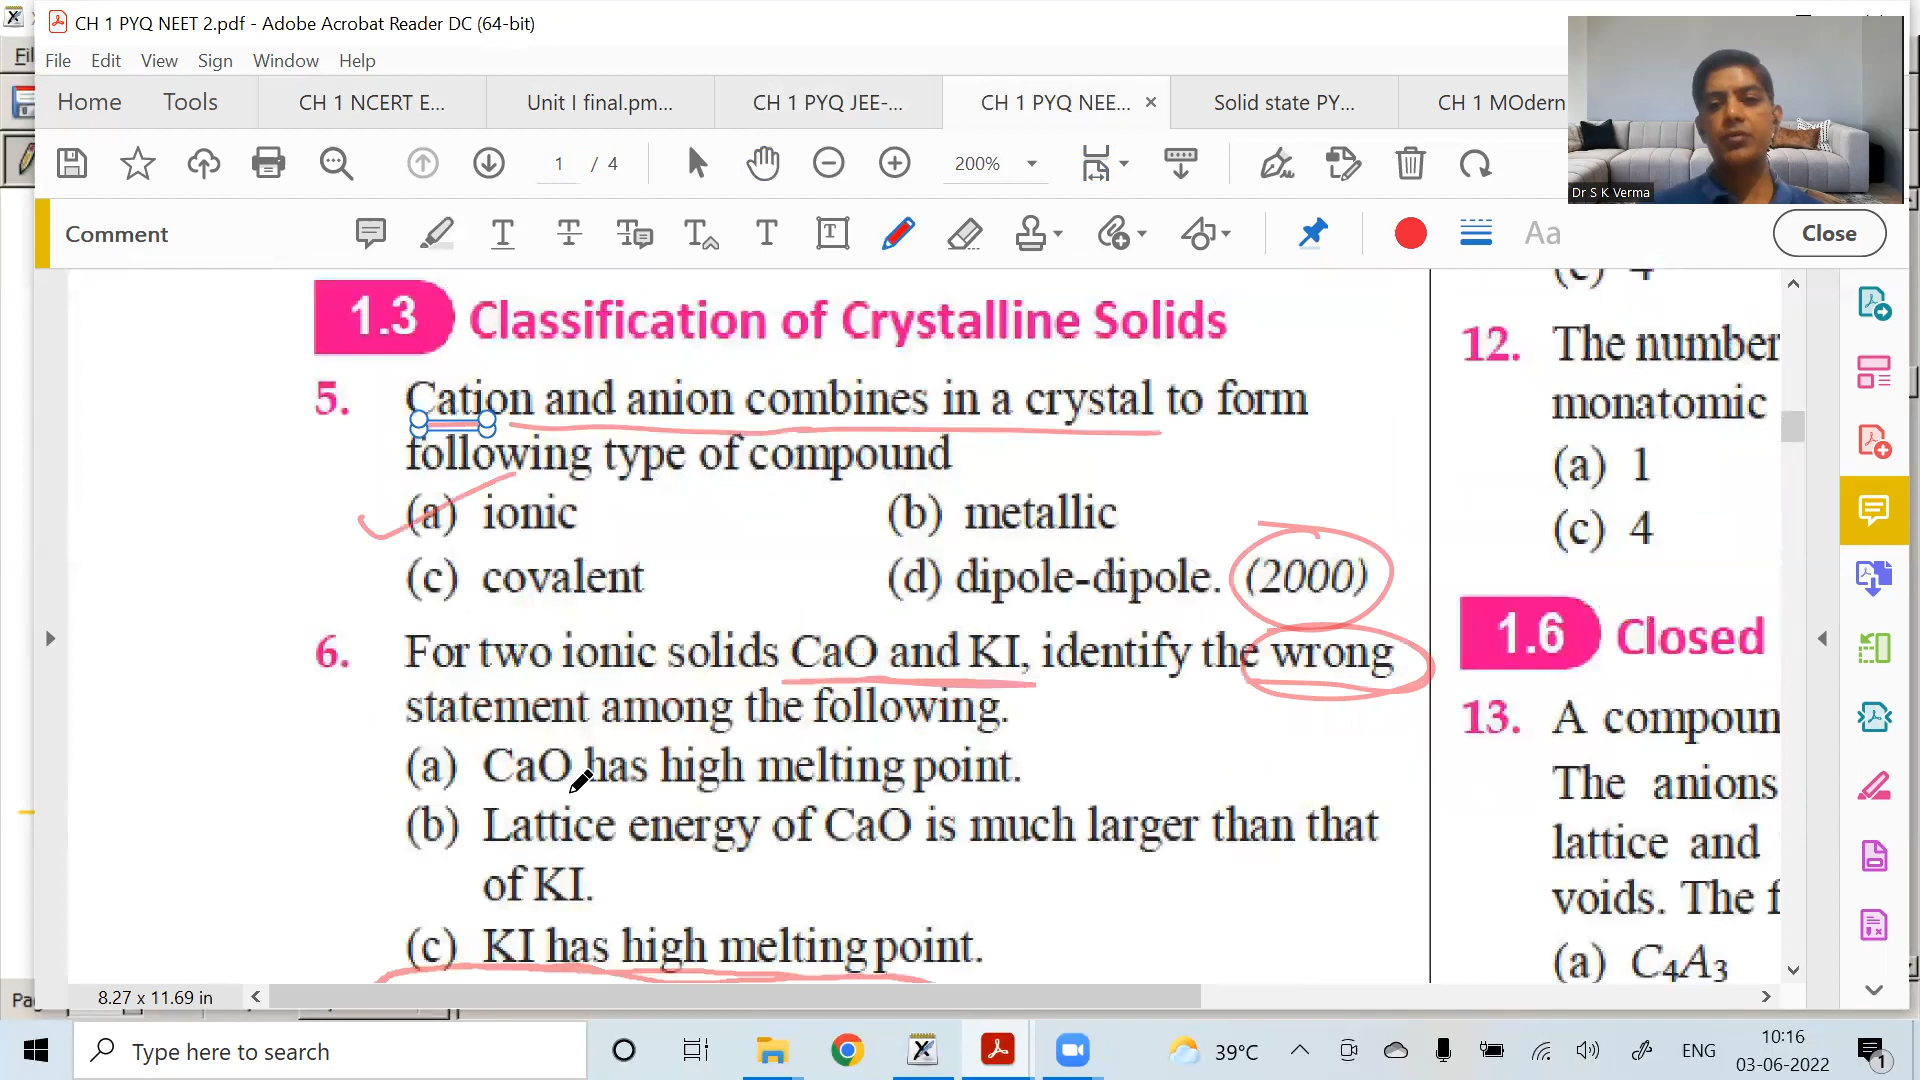 CH 1 PYQ NEET 2.pdf - Adobe Acrobat Reader DC (64-bit)
File Edit View Sign Window Help
Home Tools CH 1 NCERT E... Unit I final.pm... CH 1 PYQ JEE-... CH 1 PYQ NEE... Solid state PY... CH 1 MOdern
1 / 4 200%
Dr S K Verma
Comment Aa Close
1.3 Classification of Crystalline Solids
5. Cation and anion combines in a crystal to form
following type of compound
(a) ionic (b) metallic
(c) covalent (d) dipole-dipole. (2000)
6. For two ionic solids CaO and KI, identify the wrong
statement among the following.
(a) CaO has high melting point.
(b) Lattice energy of CaO is much larger than that
of KI.
(c) KI has high melting point.
(c) 4
12. The number
monatomic
(a) 1
(c) 4
1.6 Closed
13. A compoun
The anions
lattice and
voids. The f
(a) C₄A₃
8.27 x 11.69 in
Type here to search
39°C ENG 10:16
03-06-2022
1